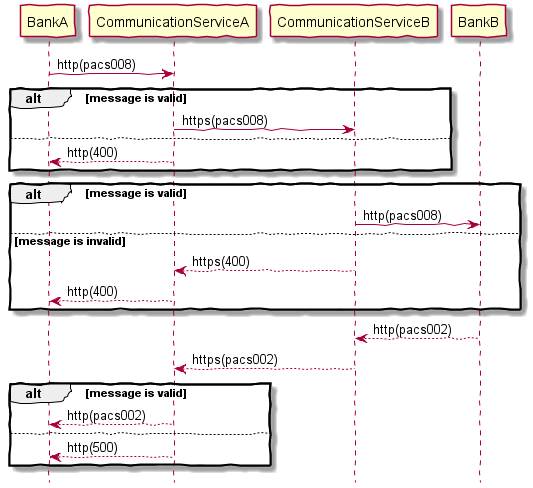 BankA CommunicationServiceA CommunicationServiceB BankB
http(pacs008)
alt [message is valid]
https(pacs008)
http(400)
alt [message is valid]
http(pacs008)
[message is invalid]
https(400)
http(400)
http(pacs002)
https(pacs002)
alt [message is valid]
http(pacs002)
http(500)